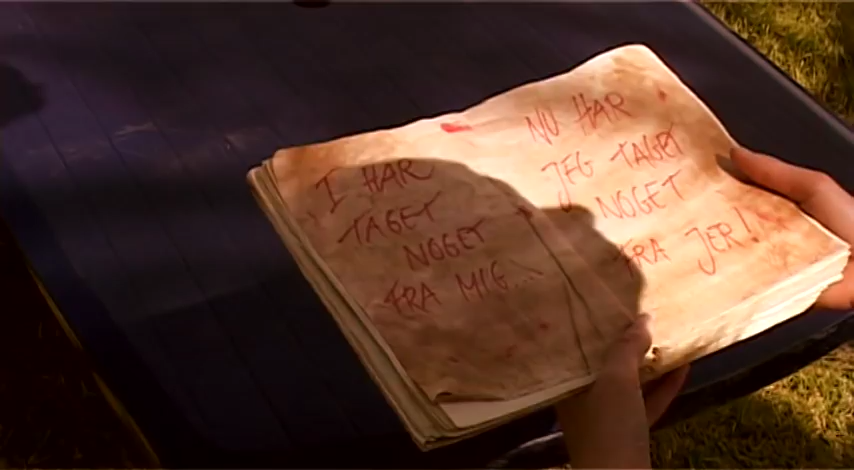 I HAR
TAGET
NOGET
FRA MIG...
NU HAR
JEG TAGET
NOGET
FRA JER!